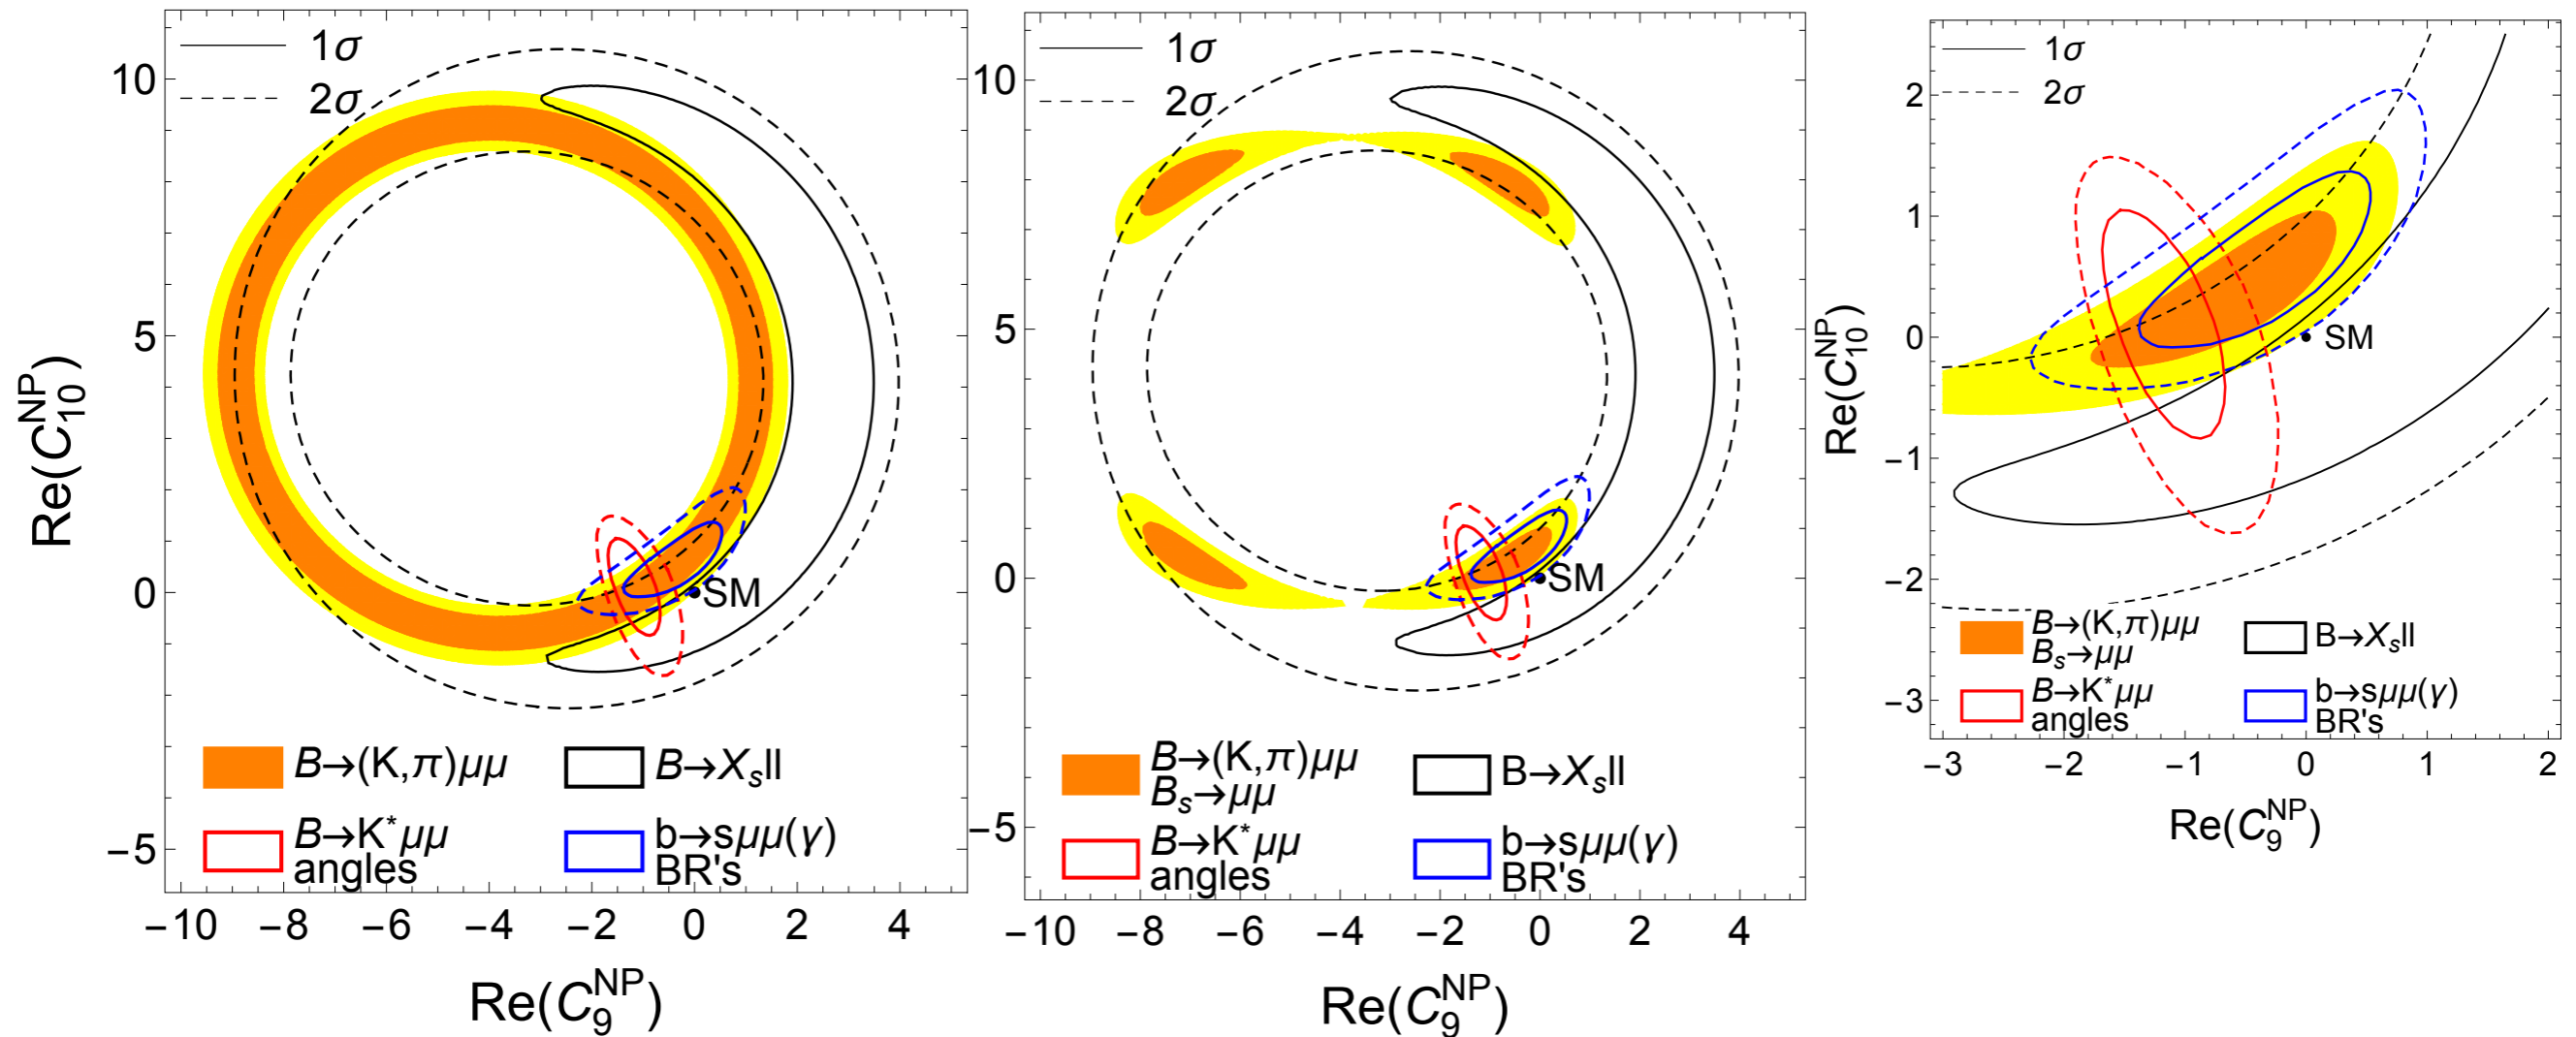 1σ
2σ
10
5
0
−5
Re(C₁₀ᴺᴾ)
SM
B→(K,π)μμ
B→Xₛll
B→K*μμ
angles
b→sμμ(γ)
BR's
−10 −8 −6 −4 −2 0 2 4
Re(C₉ᴺᴾ)
1σ
2σ
10
5
0
−5
SM
B→(K,π)μμ
Bₛ→μμ
B→Xₛll
B→K*μμ
angles
b→sμμ(γ)
BR's
−10 −8 −6 −4 −2 0 2 4
Re(C₉ᴺᴾ)
1σ
2σ
2
1
0
−1
−2
−3
Re(C₁₀ᴺᴾ)
SM
B→(K,π)μμ
Bₛ→μμ
B→Xₛll
B→K*μμ
angles
b→sμμ(γ)
BR's
−3 −2 −1 0 1 2
Re(C₉ᴺᴾ)